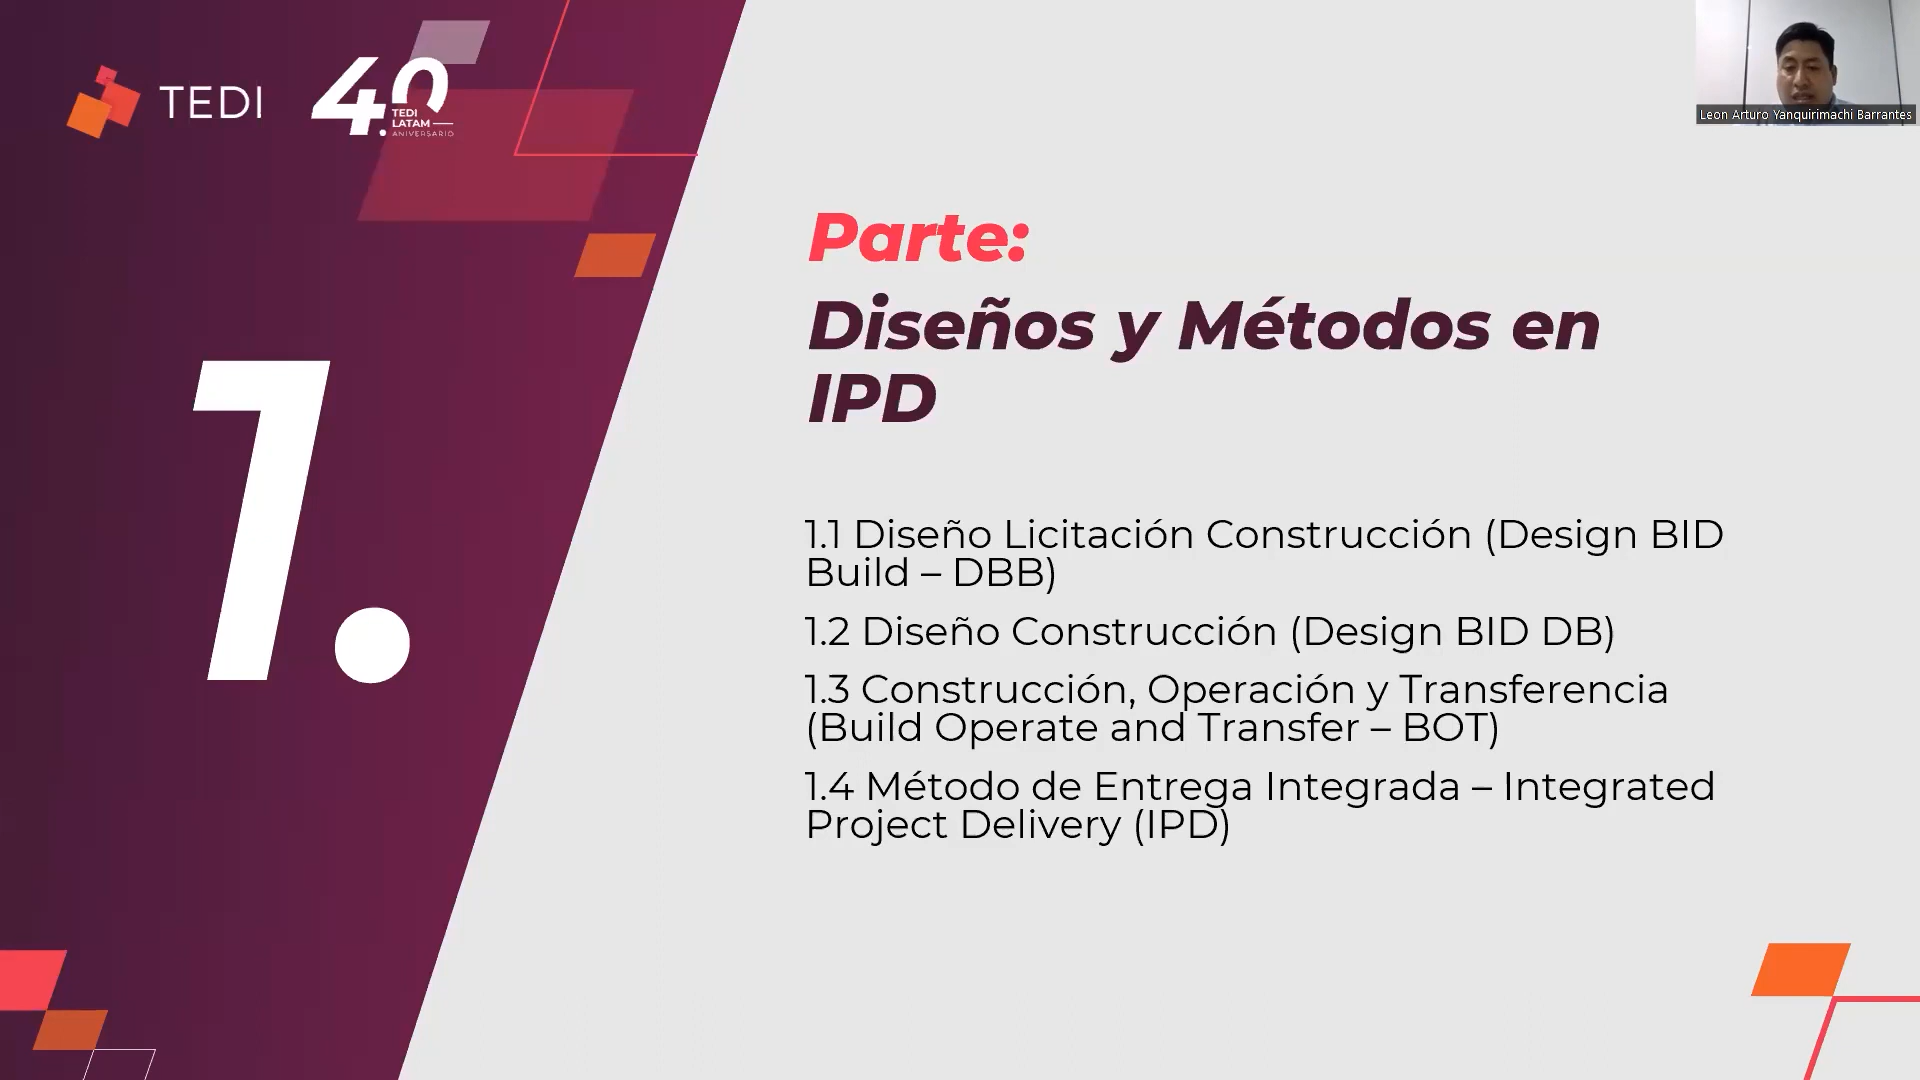 TEDI
4.0
TEDI
LATAM
ANIVERSARIO
Leon Arturo Yanquirimachi Barrantes
1.
Parte:
Diseños y Métodos en
IPD
1.1 Diseño Licitación Construcción (Design BID
Build – DBB)
1.2 Diseño Construcción (Design BID DB)
1.3 Construcción, Operación y Transferencia
(Build Operate and Transfer – BOT)
1.4 Método de Entrega Integrada – Integrated
Project Delivery (IPD)